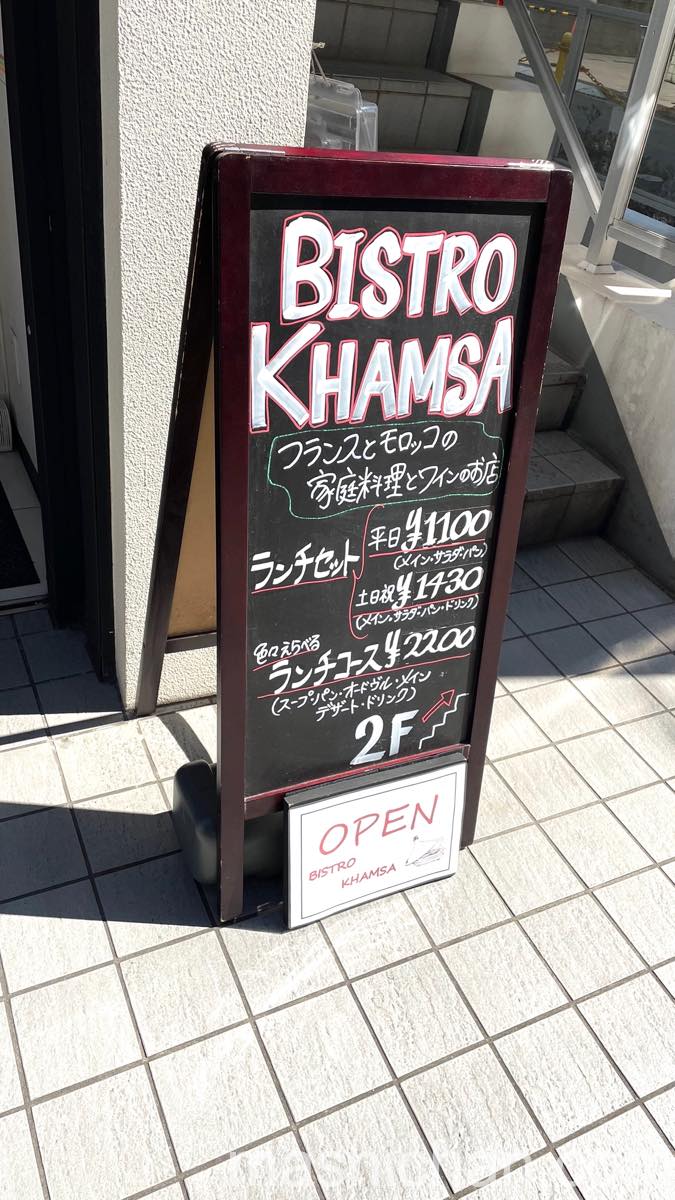 BISTRO
KHAMSA
フランスとモロッコの
家庭料理とワインのお店
ランチセット
平日 ¥1100
(メイン・サラダ・パン)
土日祝 ¥1430
(メイン・サラダ・パン・ドリンク)
色々えらべる
ランチコース ¥2200
(スープ・パン・オードヴル・メイン
デザート・ドリンク)
2F
OPEN
BISTRO
KHAMSA